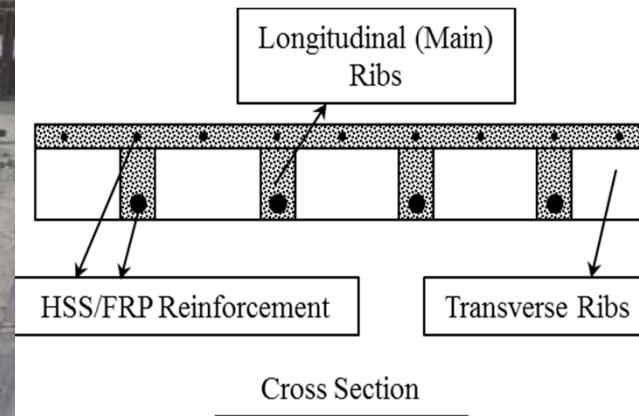 Longitudinal (Main)
Ribs
HSS/FRP Reinforcement
Transverse Ribs
Cross Section